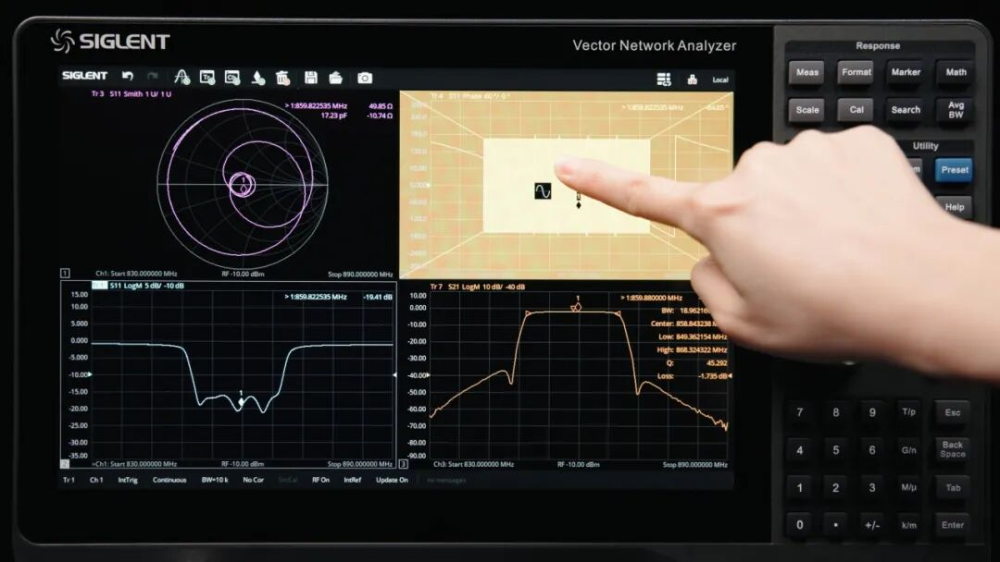 SIGLENT
Vector Network Analyzer
SIGLENT
Local
Tr 3 S11 Smith 1 U/ 1 U
> 1:859.822535 MHz 49.85 Ω
17.23 pF -10.74 Ω
1
Ch1: Start 830.000000 MHz RF -10.00 dBm Stop 890.000000 MHz
Tr 4 S11 Phase
> 1:859.822535 MHz
S11 LogM 5 dB/ -10 dB
> 1:859.822535 MHz -19.41 dB
15.00
10.00
5.000
0.000
-5.000
-10.00
-15.00
-20.00
-25.00
-30.00
-35.00
1
2
>Ch1: Start 830.000000 MHz RF -10.00 dBm Stop 890.000000 MHz
Tr 7 S21 LogM 10 dB/ -40 dB
1
> 1:859.880000 MHz
BW: 18.96216
Center: 858.843238 M
Low: 849.362154 MHz
High: 868.324322 MHz
Q: 45.292
Loss: -1.735 dB
10.00
0.000
-10.00
-20.00
-30.00
-40.00
-50.00
-60.00
-70.00
-80.00
-90.00
3
Ch3: Start 830.000000 MHz RF -10.00 dBm Stop 890.000000 MHz
Tr 1 Ch 1 IntTrig Continuous BW=10 k No Cor SrcCal RF On IntRef Update On no messages
Response
Meas Format Marker Math
Scale Cal Search Avg BW
Utility
Preset
Help
7 8 9 T/p Esc
4 5 6 G/n Back Space
1 2 3 M/μ Tab
0 • +/- k/m Enter